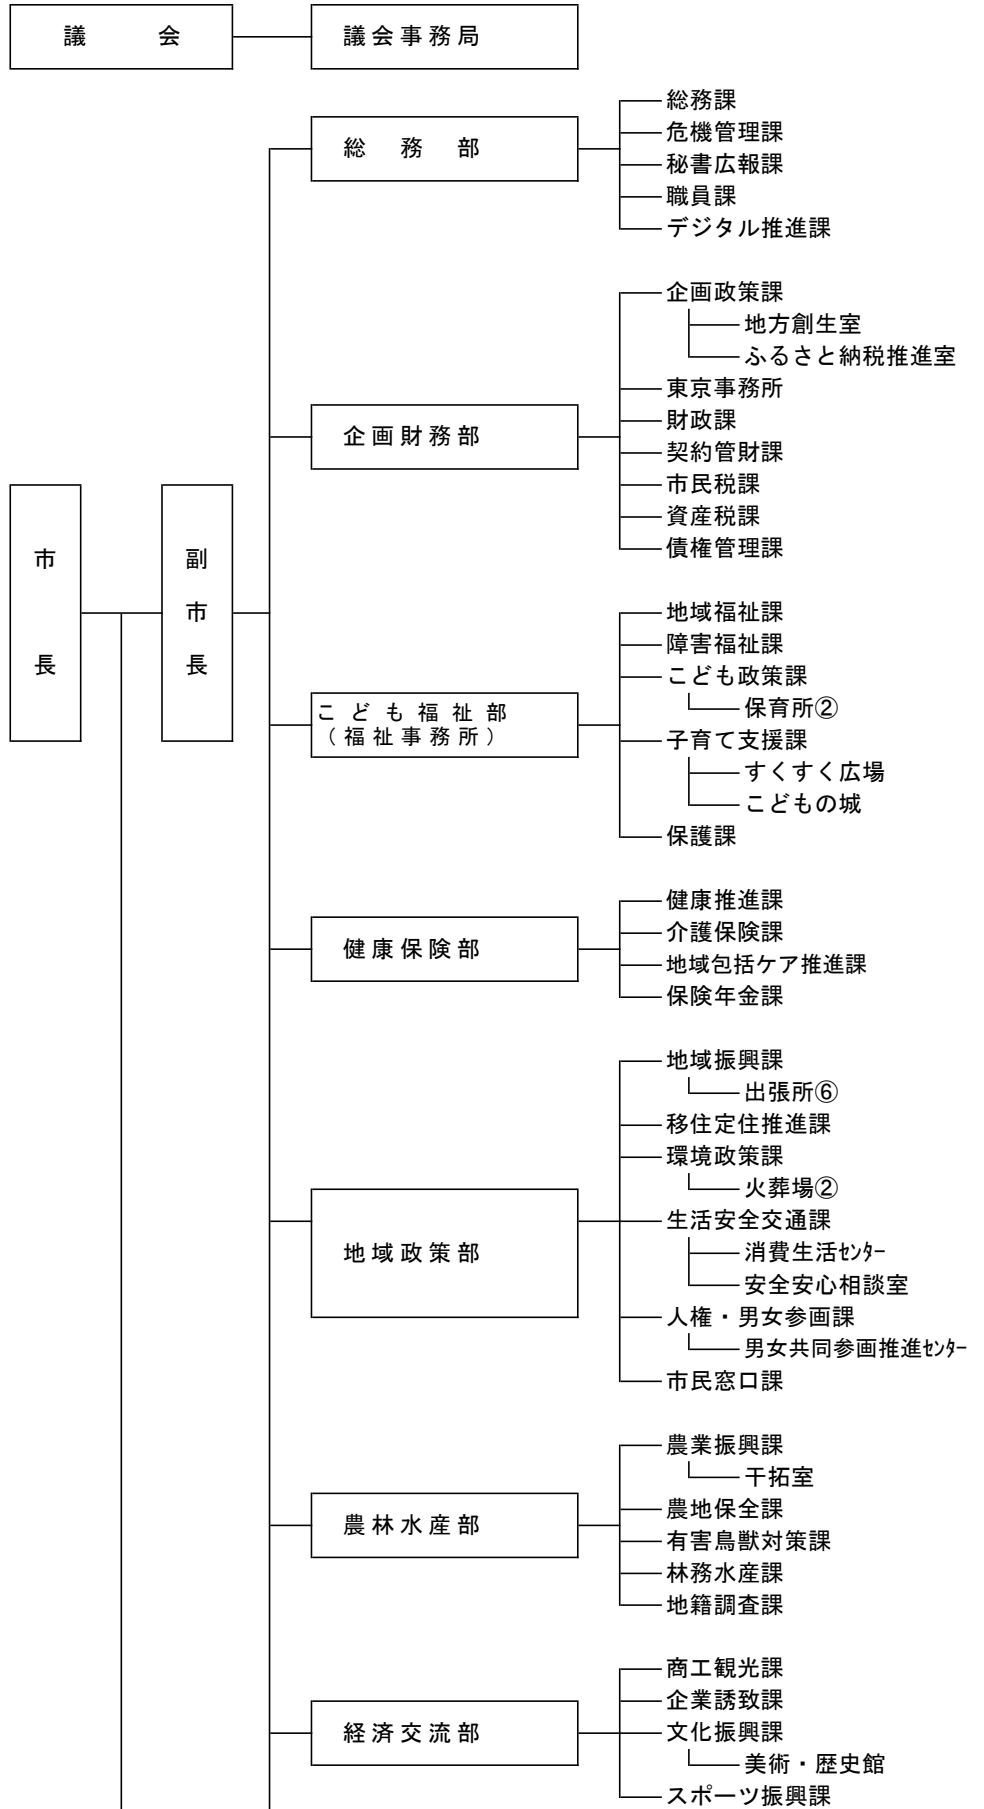 議　会
議会事務局
総務部
総務課
危機管理課
秘書広報課
職員課
デジタル推進課
企画財務部
企画政策課
地方創生室
ふるさと納税推進室
東京事務所
財政課
契約管財課
市民税課
資産税課
債権管理課
市長
副市長
こども福祉部
（福祉事務所）
地域福祉課
障害福祉課
こども政策課
保育所②
子育て支援課
すくすく広場
こどもの城
保護課
健康保険部
健康推進課
介護保険課
地域包括ケア推進課
保険年金課
地域政策部
地域振興課
出張所⑥
移住定住推進課
環境政策課
火葬場②
生活安全交通課
消費生活ｾﾝﾀｰ
安全安心相談室
人権・男女参画課
男女共同参画推進ｾﾝﾀｰ
市民窓口課
農林水産部
農業振興課
干拓室
農地保全課
有害鳥獣対策課
林務水産課
地籍調査課
経済交流部
商工観光課
企業誘致課
文化振興課
美術・歴史館
スポーツ振興課